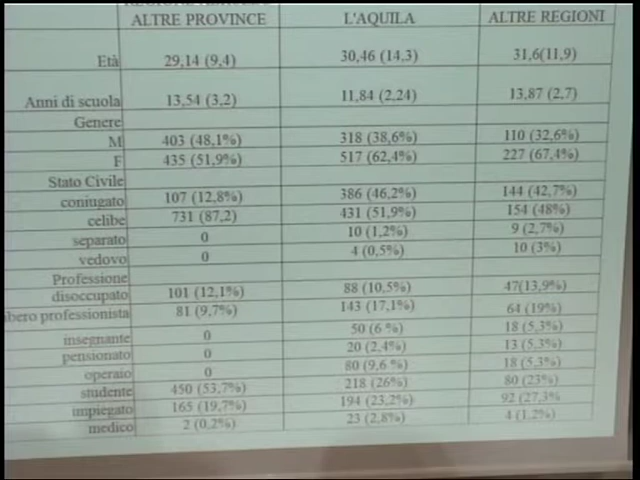 ALTRE PROVINCE L'AQUILA ALTRE REGIONI
Età 29,14 (9,4) 30,46 (14,3) 31,6(11,9)
Anni di scuola 13,54 (3,2) 11,84 (2,24) 13,87 (2,7)
Genere
M 403 (48,1%) 318 (38,6%) 110 (32,6%)
F 435 (51,9%) 517 (62,4%) 227 (67,4%)
Stato Civile
coniugato 107 (12,8%) 386 (46,2%) 144 (42,7%)
celibe 731 (87,2) 431 (51,9%) 154 (48%)
separato 0 10 (1,2%) 9 (2,7%)
vedovo 0 4 (0,5%) 10 (3%)
Professione
disoccupato 101 (12,1%) 88 (10,5%) 47(13,9%)
ibero professionista 81 (9,7%) 143 (17,1%) 64 (19%)
insegnante 0 50 (6 %) 18 (5,3%)
pensionato 0 20 (2,4%) 13 (5,3%)
operaio 0 80 (9,6 %) 18 (5,3%)
studente 450 (53,7%) 218 (26%) 80 (23%)
impiegato 165 (19,7%) 194 (23,2%) 92 (27,3%
medico 2 (0,2%) 23 (2,8%) 4 (1,2%)